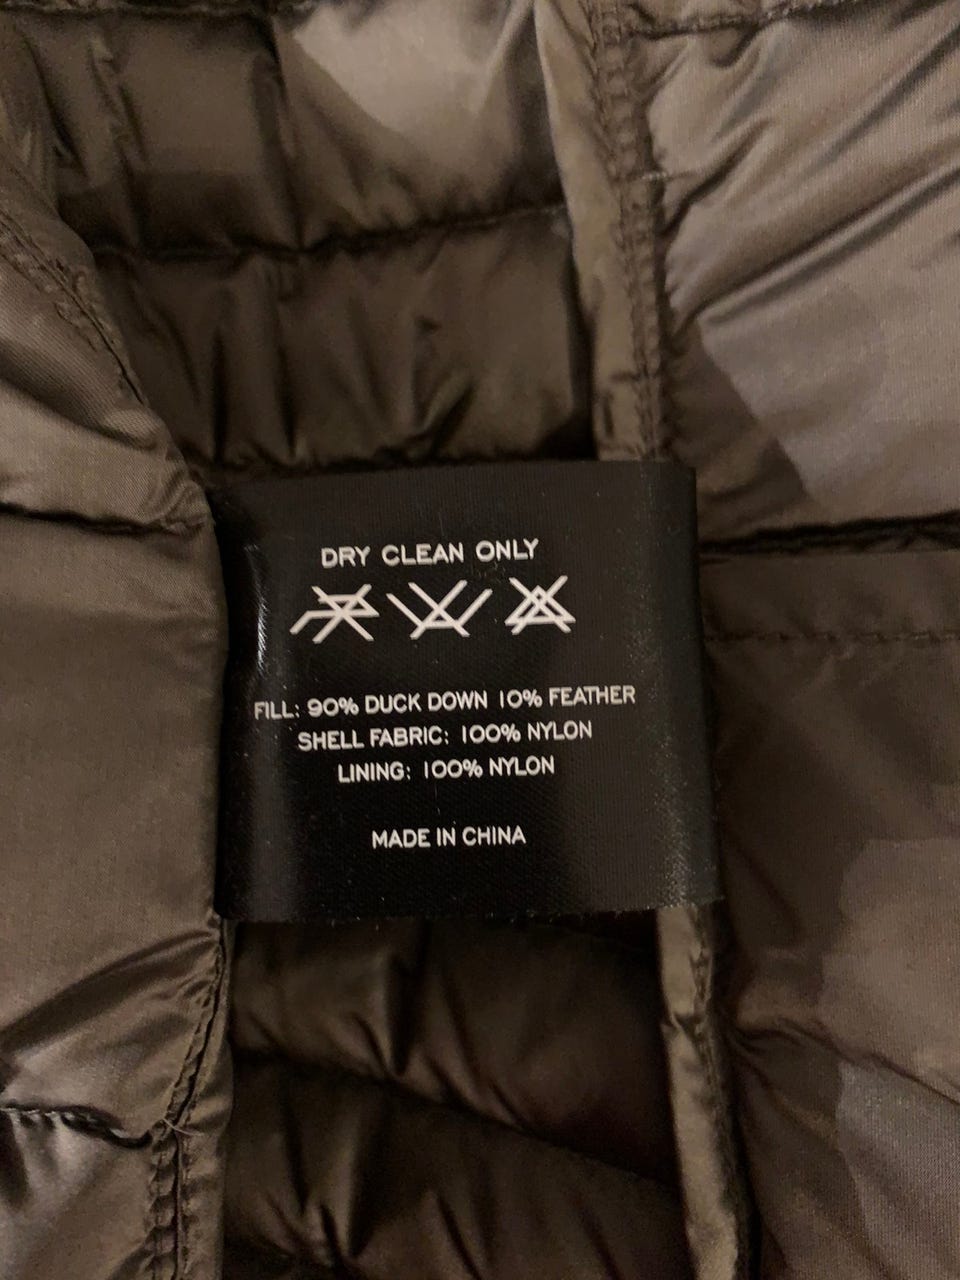 DRY CLEAN ONLY
FILL: 90% DUCK DOWN 10% FEATHER
SHELL FABRIC: 100% NYLON
LINING: 100% NYLON
MADE IN CHINA